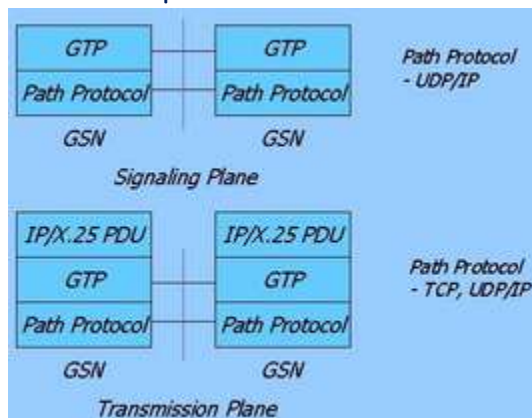 GTP GTP
Path Protocol
- UDP/IP
Path Protocol Path Protocol
GSN GSN
Signaling Plane
IP/X.25 PDU IP/X.25 PDU
GTP GTP
Path Protocol
- TCP, UDP/IP
Path Protocol Path Protocol
GSN GSN
Transmission Plane